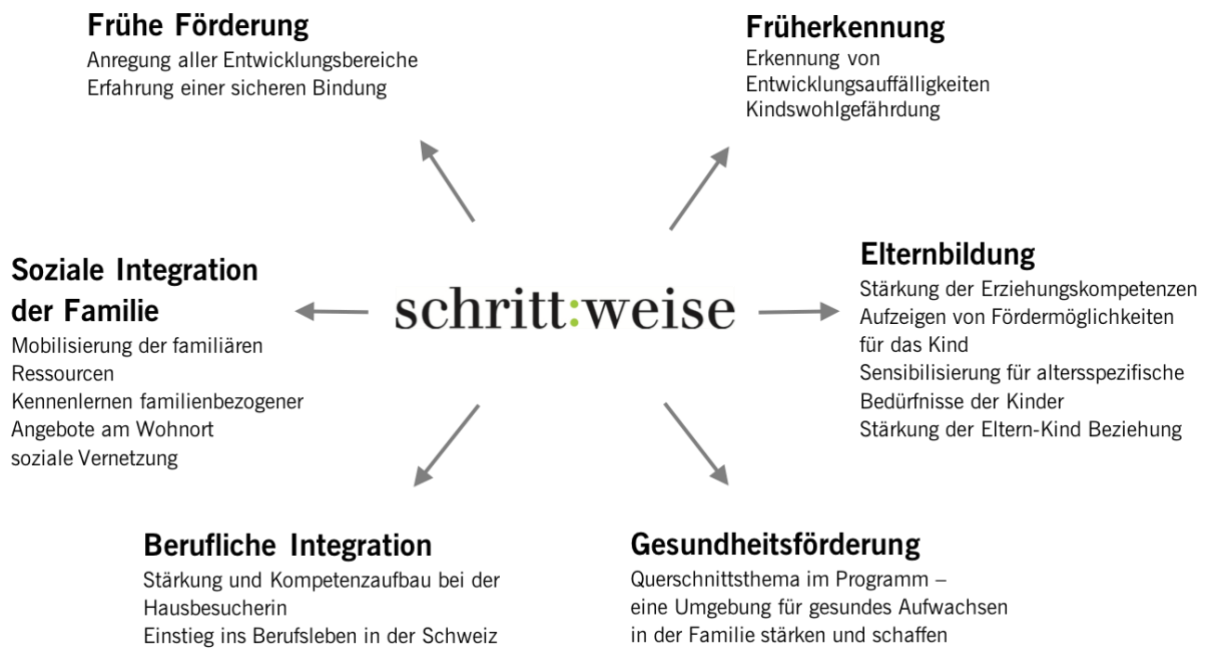 Frühe Förderung
Anregung aller Entwicklungsbereiche
Erfahrung einer sicheren Bindung
Früherkennung
Erkennung von
Entwicklungsauffälligkeiten
Kindswohlgefährdung
Soziale Integration
der Familie
Mobilisierung der familiären
Ressourcen
Kennenlernen familienbezogener
Angebote am Wohnort
soziale Vernetzung
schritt:weise
Elternbildung
Stärkung der Erziehungskompetenzen
Aufzeigen von Fördermöglichkeiten
für das Kind
Sensibilisierung für altersspezifische
Bedürfnisse der Kinder
Stärkung der Eltern-Kind Beziehung
Berufliche Integration
Stärkung und Kompetenzaufbau bei der
Hausbesucherin
Einstieg ins Berufsleben in der Schweiz
Gesundheitsförderung
Querschnittsthema im Programm –
eine Umgebung für gesundes Aufwachsen
in der Familie stärken und schaffen